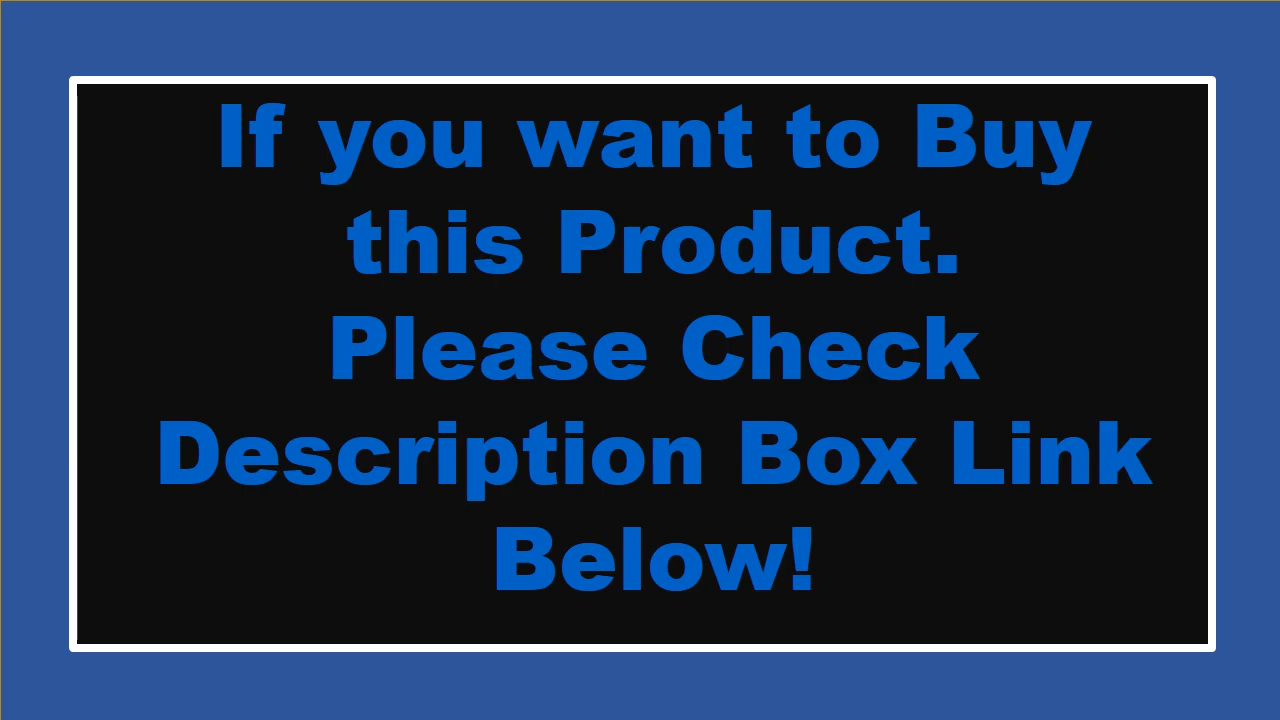 If you want to Buy
this Product.
Please Check
Description Box Link
Below!